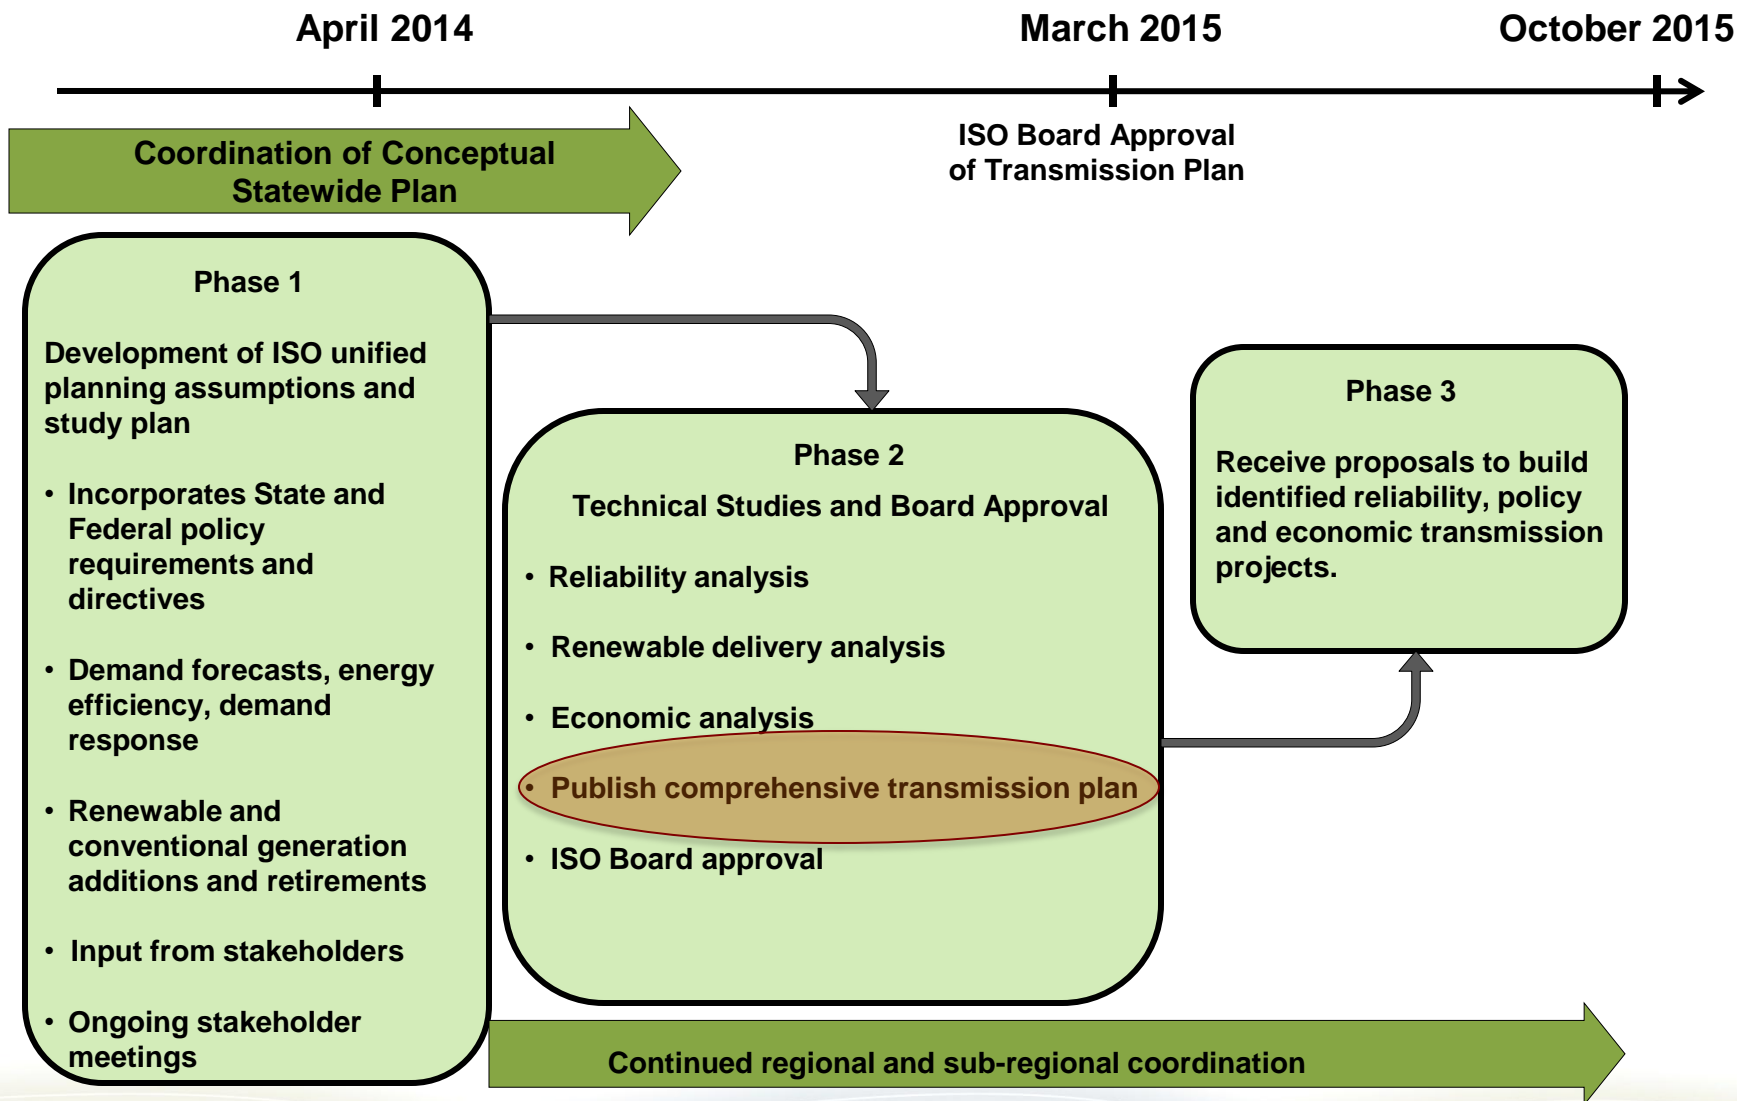 April 2014
March 2015
October 2015
Coordination of Conceptual
Statewide Plan
ISO Board Approval
of Transmission Plan
Phase 1
Development of ISO unified
planning assumptions and
study plan
• Incorporates State and
Federal policy
requirements and
directives
• Demand forecasts, energy
efficiency, demand
response
• Renewable and
conventional generation
additions and retirements
• Input from stakeholders
• Ongoing stakeholder
meetings
Phase 2
Technical Studies and Board Approval
• Reliability analysis
• Renewable delivery analysis
• Economic analysis
• Publish comprehensive transmission plan
• ISO Board approval
Phase 3
Receive proposals to build
identified reliability, policy
and economic transmission
projects.
Continued regional and sub-regional coordination